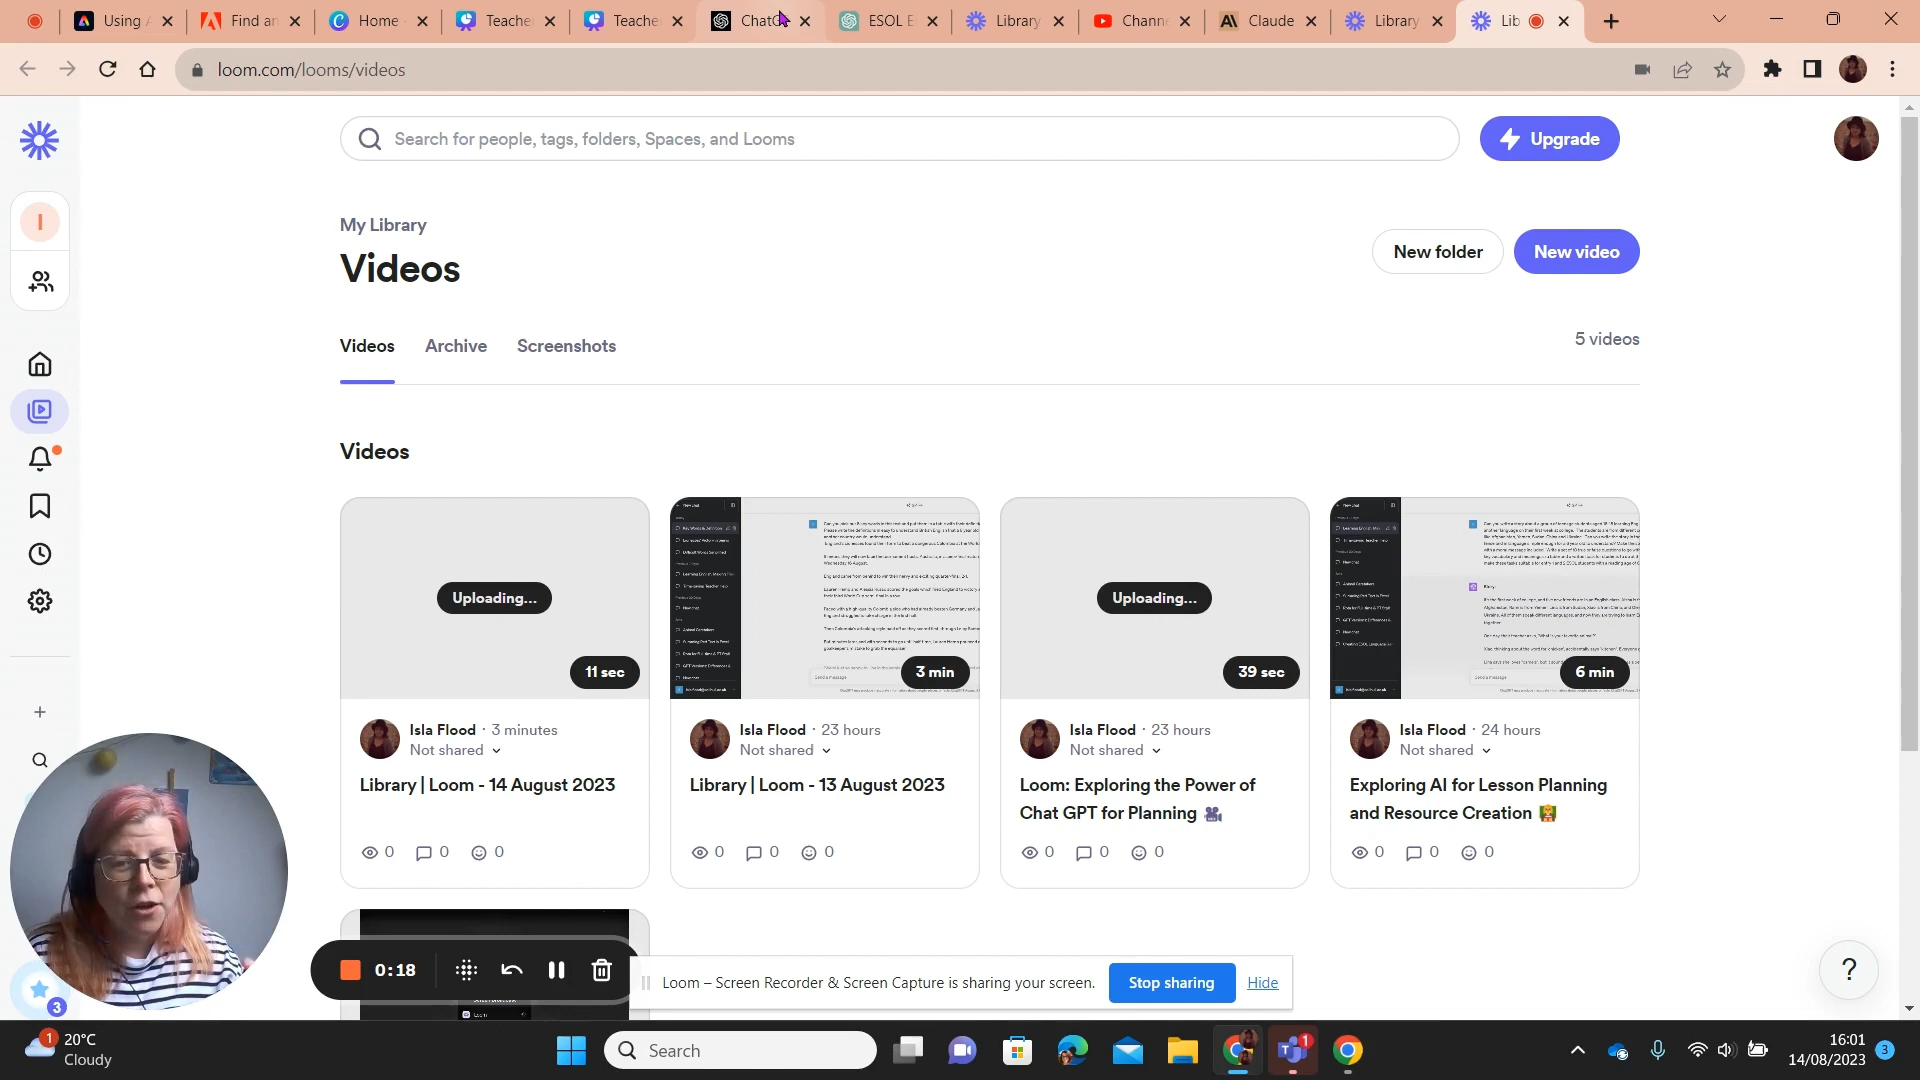 Using A
Find an
Home
Teache
Teache
ChatG
ESOL E
Library
Chann
Claude
Library
Lib
loom.com/looms/videos
Search for people, tags, folders, Spaces, and Looms
Upgrade
I
My Library
Videos
New folder
New video
Videos
Archive
Screenshots
5 videos
Videos
Uploading...
11 sec
3 min
Uploading...
39 sec
6 min
Isla Flood · 3 minutes
Not shared
Library | Loom - 14 August 2023
0 0 0
Isla Flood · 23 hours
Not shared
Library | Loom - 13 August 2023
0 0 0
Isla Flood · 23 hours
Not shared
Loom: Exploring the Power of
Chat GPT for Planning
0 0 0
Isla Flood · 24 hours
Not shared
Exploring AI for Lesson Planning
and Resource Creation
0 0 0
0:18
Loom – Screen Recorder & Screen Capture is sharing your screen.
Stop sharing
Hide
?
3
1
20°C
Cloudy
Search
1
16:01
14/08/2023
3